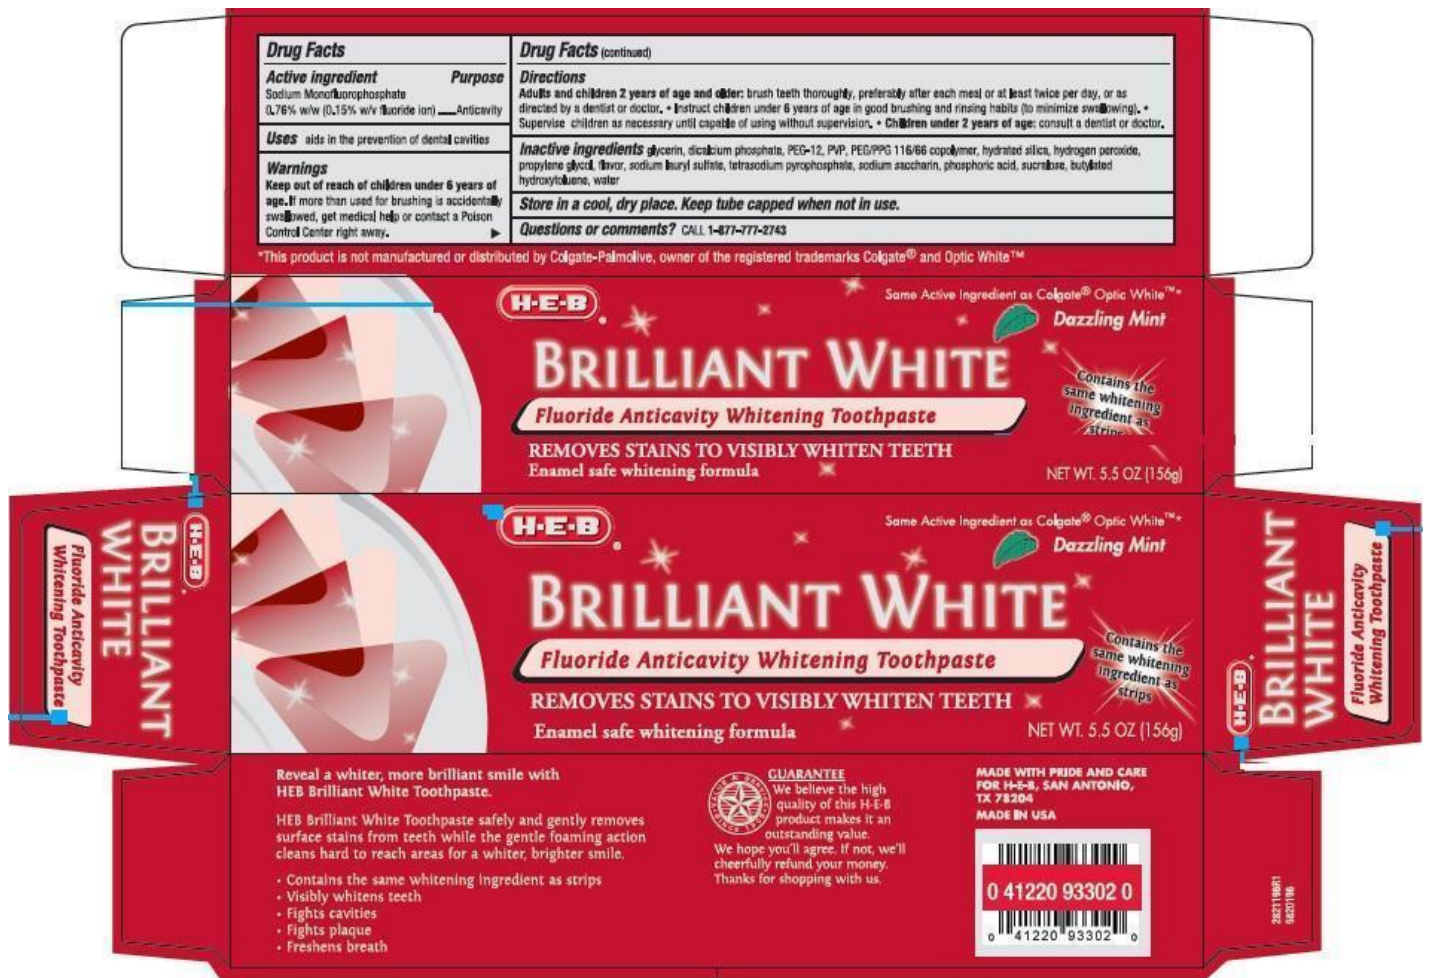 Drug Facts
Active ingredient Purpose
Sodium Monofluorophosphate
0.76% w/w (0.15% w/v fluoride ion) Anticavity
Uses aids in the prevention of dental cavities
Warnings
Keep out of reach of children under 6 years of
age. If more than used for brushing is accidentally
swallowed, get medical help or contact a Poison
Control Center right away.
Drug Facts (continued)
Directions
Adults and children 2 years of age and older: brush teeth thoroughly, preferably after each meal or at least twice per day, or as
directed by a dentist or doctor. • Instruct children under 6 years of age in good brushing and rinsing habits (to minimize swallowing). •
Supervise children as necessary until capable of using without supervision. • Children under 2 years of age: consult a dentist or doctor.
Inactive ingredients glycerin, dicalcium phosphate, PEG-12, PVP, PEG/PPG 116/66 copolymer, hydrated silica, hydrogen peroxide,
propylene glycol, flavor, sodium lauryl sulfate, tetrasodium pyrophosphate, sodium saccharin, phosphoric acid, sucralose, butylated
hydroxytoluene, water
Store in a cool, dry place. Keep tube capped when not in use.
Questions or comments? CALL 1-877-777-2743
*This product is not manufactured or distributed by Colgate-Palmolive, owner of the registered trademarks Colgate® and Optic White™
H-E-B®
Same Active Ingredient as Colgate® Optic White™*
Dazzling Mint
BRILLIANT WHITE
Fluoride Anticavity Whitening Toothpaste
Contains the
same whitening
ingredient as
strips
REMOVES STAINS TO VISIBLY WHITEN TEETH
Enamel safe whitening formula
NET WT. 5.5 OZ (156g)
H-E-B®
BRILLIANT
WHITE
Fluoride Anticavity
Whitening Toothpaste
H-E-B®
Same Active Ingredient as Colgate® Optic White™*
Dazzling Mint
BRILLIANT WHITE
Fluoride Anticavity Whitening Toothpaste
Contains the
same whitening
ingredient as
strips
REMOVES STAINS TO VISIBLY WHITEN TEETH
Enamel safe whitening formula
NET WT. 5.5 OZ (156g)
H-E-B®
BRILLIANT
WHITE
Fluoride Anticavity
Whitening Toothpaste
Reveal a whiter, more brilliant smile with
HEB Brilliant White Toothpaste.
HEB Brilliant White Toothpaste safely and gently removes
surface stains from teeth while the gentle foaming action
cleans hard to reach areas for a whiter, brighter smile.
• Contains the same whitening ingredient as strips
• Visibly whitens teeth
• Fights cavities
• Fights plaque
• Freshens breath
VALUE & SERVICE
SINCE 1905
GUARANTEE
We believe the high
quality of this H-E-B
product makes it an
outstanding value.
We hope you'll agree. If not, we'll
cheerfully refund your money.
Thanks for shopping with us.
MADE WITH PRIDE AND CARE
FOR H-E-B, SAN ANTONIO,
TX 78204
MADE IN USA
0 41220 93302 0
0 41220 93302 0
2821198R1
5820196